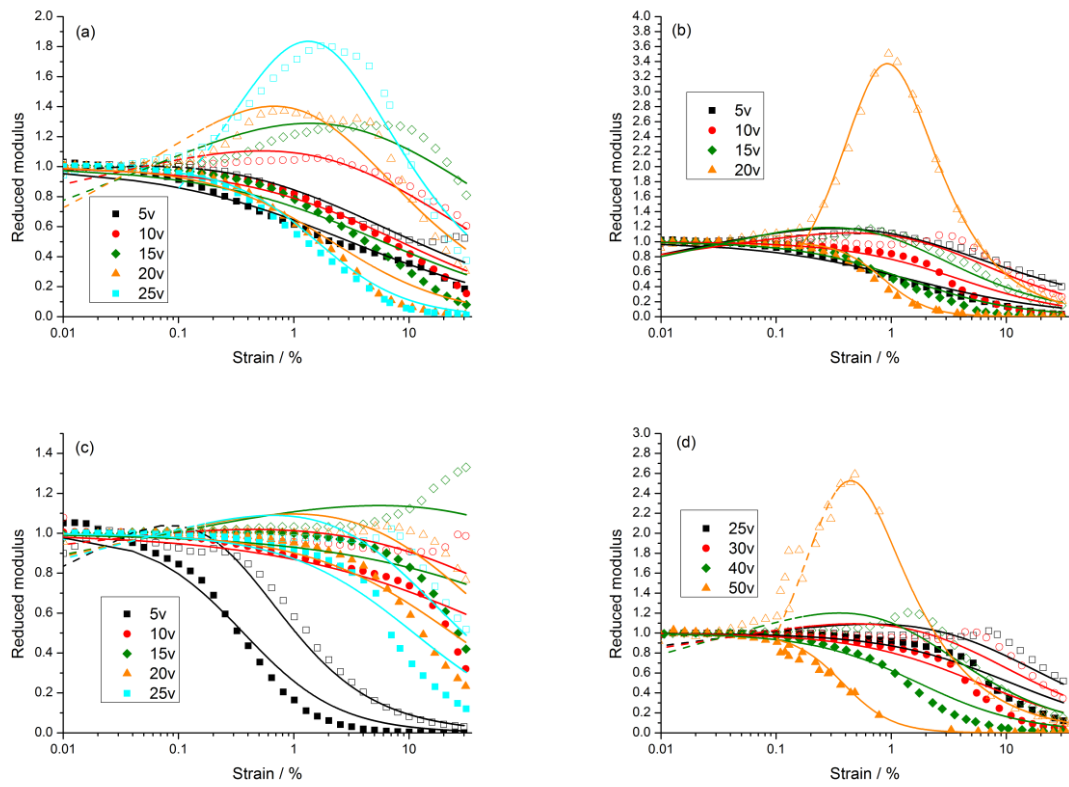 (a)
2.0
1.8
1.6
1.4
1.2
1.0
0.8
0.6
0.4
0.2
0.0
Reduced modulus
5v
10v
15v
20v
25v
0.01 0.1 1 10
Strain / %
(b)
4.0
3.8
3.6
3.4
3.2
3.0
2.8
2.6
2.4
2.2
2.0
1.8
1.6
1.4
1.2
1.0
0.8
0.6
0.4
0.2
0.0
Reduced modulus
5v
10v
15v
20v
0.01 0.1 1 10
Strain / %
(c)
1.4
1.2
1.0
0.8
0.6
0.4
0.2
0.0
Reduced modulus
5v
10v
15v
20v
25v
0.01 0.1 1 10
Strain / %
(d)
3.0
2.8
2.6
2.4
2.2
2.0
1.8
1.6
1.4
1.2
1.0
0.8
0.6
0.4
0.2
0.0
Reduced modulus
25v
30v
40v
50v
0.01 0.1 1 10
Strain / %